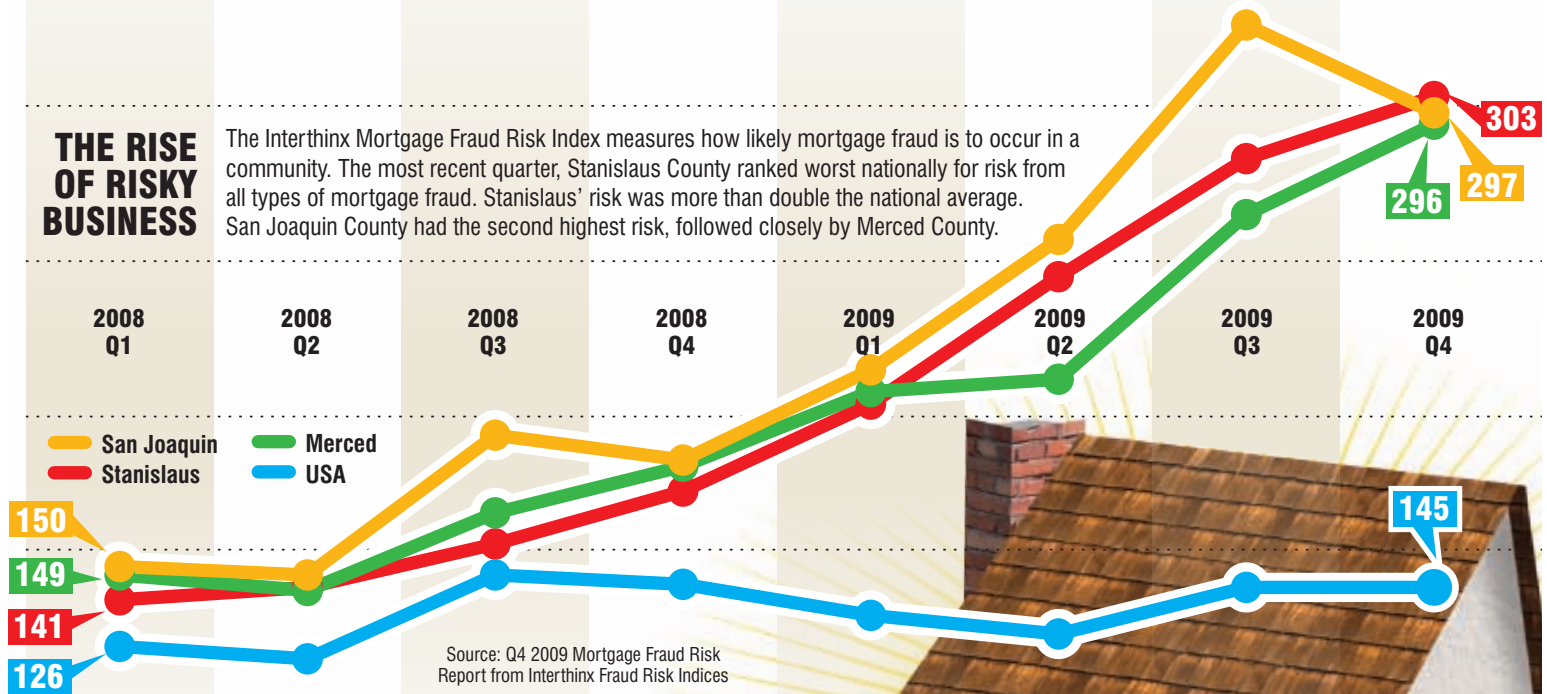 THE RISE
OF RISKY
BUSINESS
The Interthinx Mortgage Fraud Risk Index measures how likely mortgage fraud is to occur in a
community. The most recent quarter, Stanislaus County ranked worst nationally for risk from
all types of mortgage fraud. Stanislaus’ risk was more than double the national average.
San Joaquin County had the second highest risk, followed closely by Merced County.
303
297
296
2008
Q1
2008
Q2
2008
Q3
2008
Q4
2009
Q1
2009
Q2
2009
Q3
2009
Q4
San Joaquin
Stanislaus
Merced
USA
150
149
141
126
145
Source: Q4 2009 Mortgage Fraud Risk
Report from Interthinx Fraud Risk Indices